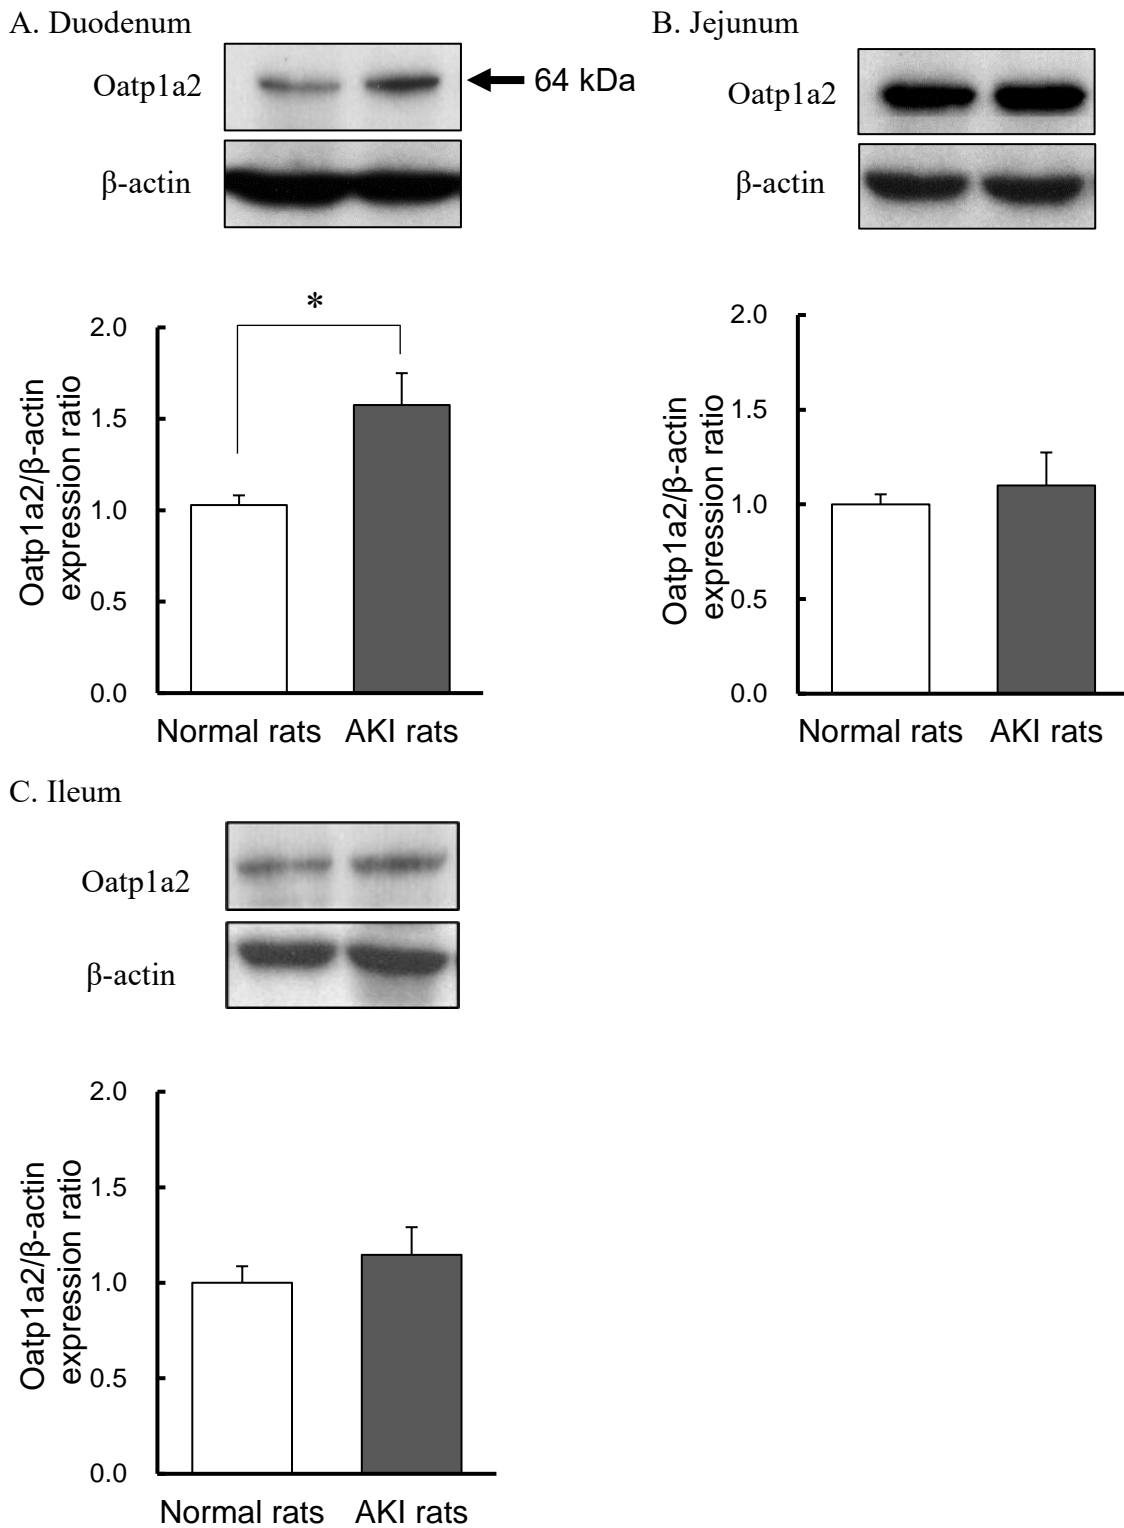 A. Duodenum
Oatp1a2
64 kDa
β-actin
*
2.0
1.5
1.0
0.5
0.0
Oatp1a2/β-actin
expression ratio
Normal rats AKI rats
B. Jejunum
Oatp1a2
β-actin
2.0
1.5
1.0
0.5
0.0
Oatp1a2/β-actin
expression ratio
Normal rats AKI rats
C. Ileum
Oatp1a2
β-actin
2.0
1.5
1.0
0.5
0.0
Oatp1a2/β-actin
expression ratio
Normal rats AKI rats